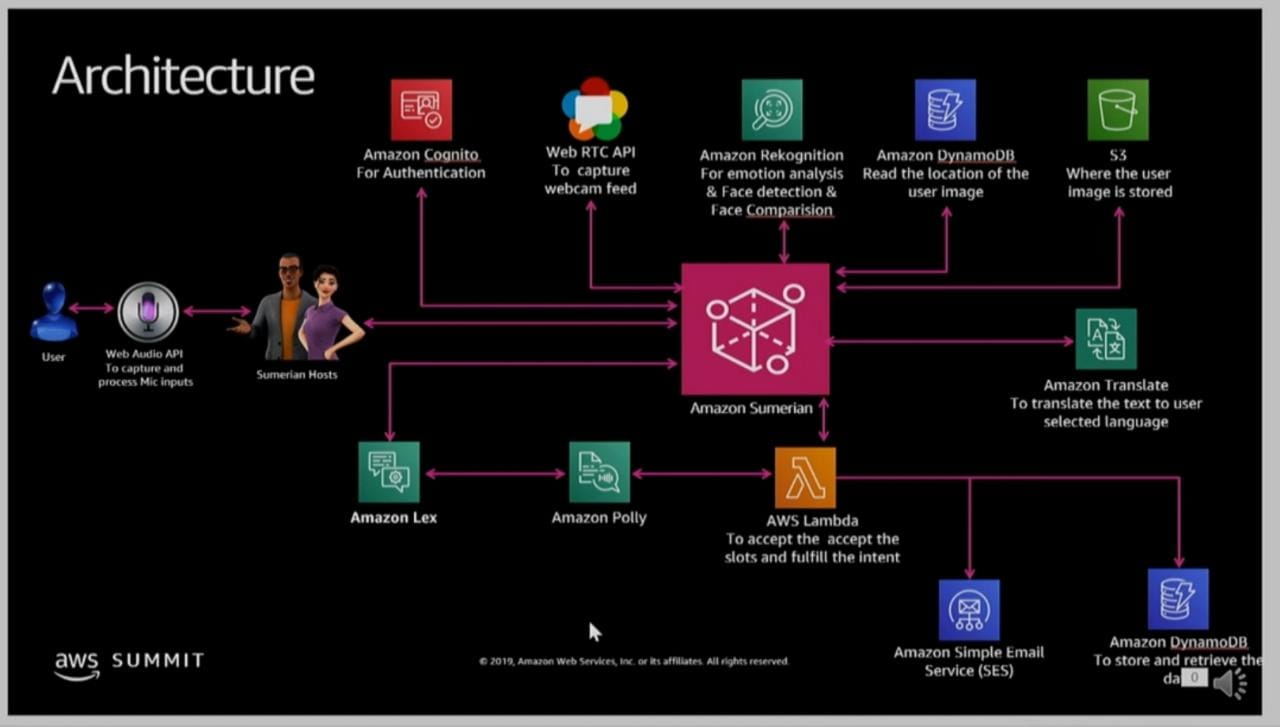 Architecture
Amazon Cognito
For Authentication
Web RTC API
To capture
webcam feed
Amazon Rekognition
For emotion analysis
& Face detection &
Face Comparision
Amazon DynamoDB
Read the location of the
user image
S3
Where the user
image is stored
User
Web Audio API
To capture and
process Mic inputs
Sumerian Hosts
Amazon Sumerian
Amazon Translate
To translate the text to user
selected language
Amazon Lex
Amazon Polly
AWS Lambda
To accept the accept the
slots and fulfill the intent
Amazon Simple Email
Service (SES)
Amazon DynamoDB
To store and retrieve the
0
aws SUMMIT
© 2019, Amazon Web Services, Inc. or its affiliates. All rights reserved.